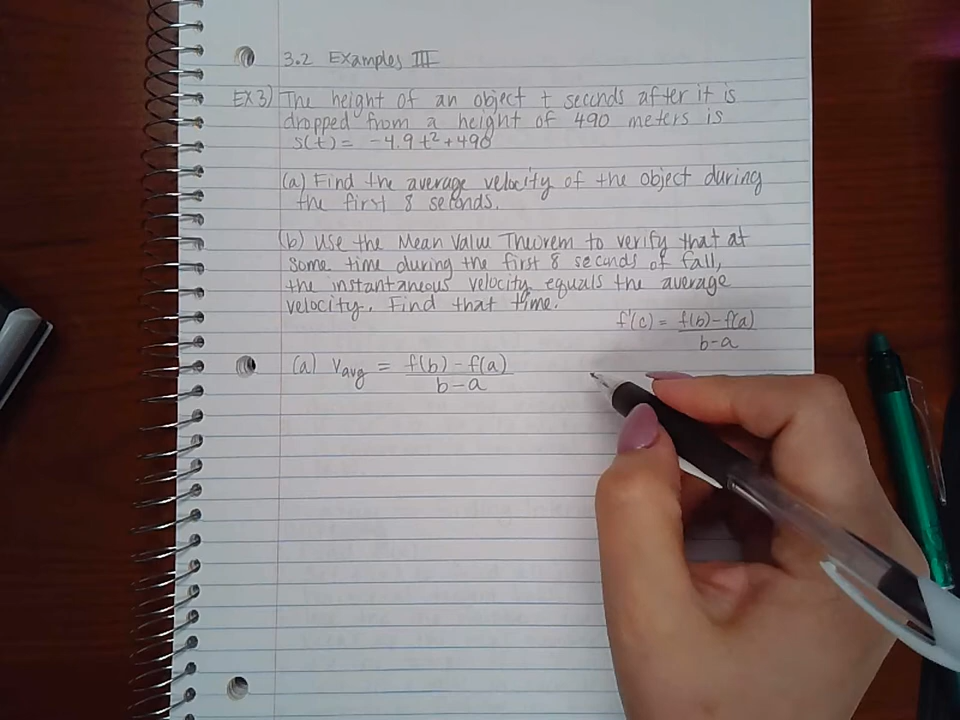 3.2 Examples III
EX 3) The height of an object t seconds after it is
dropped from a height of 490 meters is
s(t) = -4.9t²+490
(a) Find the average velocity of the object during
the first 8 seconds.
(b) Use the Mean Value Theorem to verify that at
some time during the first 8 seconds of fall,
the instantaneous velocity equals the average
velocity. Find that time.
f'(c) = f(b)-f(a)
b-a
(a) Vavg = f(b)-f(a)
b-a